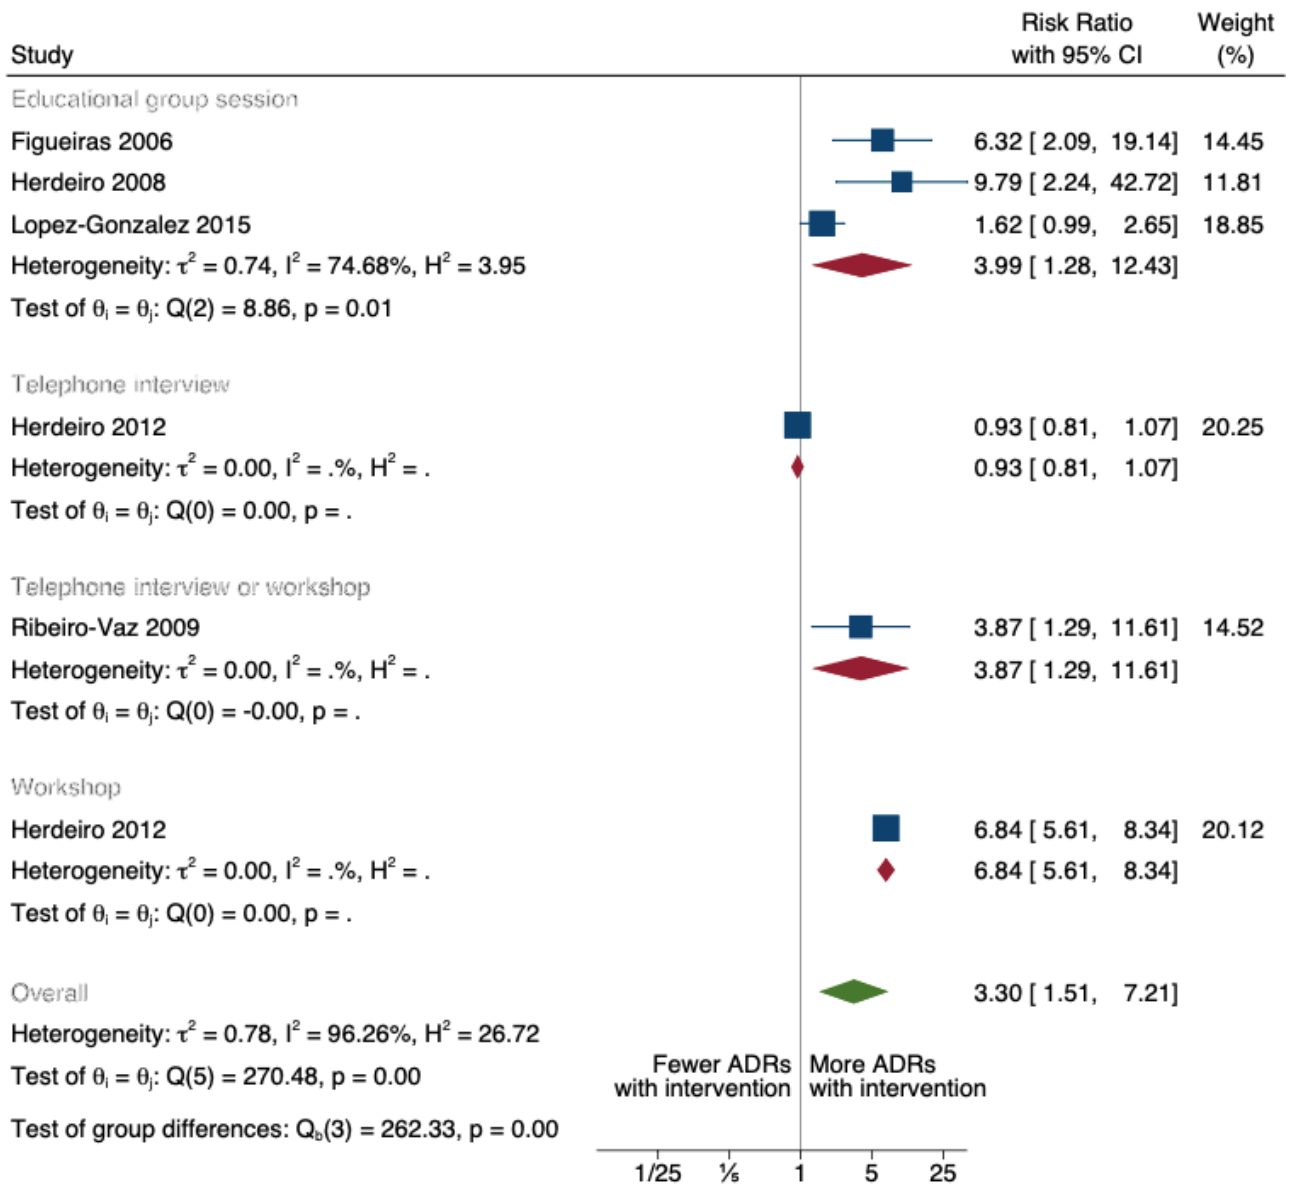 Study Risk Ratio with 95% CI Weight (%)
Educational group session
Figueiras 2006 6.32 [ 2.09, 19.14] 14.45
Herdeiro 2008 9.79 [ 2.24, 42.72] 11.81
Lopez-Gonzalez 2015 1.62 [ 0.99, 2.65] 18.85
Heterogeneity: τ² = 0.74, I² = 74.68%, H² = 3.95 3.99 [ 1.28, 12.43]
Test of θᵢ = θⱼ: Q(2) = 8.86, p = 0.01
Telephone interview
Herdeiro 2012 0.93 [ 0.81, 1.07] 20.25
Heterogeneity: τ² = 0.00, I² = .%, H² = . 0.93 [ 0.81, 1.07]
Test of θᵢ = θⱼ: Q(0) = 0.00, p = .
Telephone interview or workshop
Ribeiro-Vaz 2009 3.87 [ 1.29, 11.61] 14.52
Heterogeneity: τ² = 0.00, I² = .%, H² = . 3.87 [ 1.29, 11.61]
Test of θᵢ = θⱼ: Q(0) = -0.00, p = .
Workshop
Herdeiro 2012 6.84 [ 5.61, 8.34] 20.12
Heterogeneity: τ² = 0.00, I² = .%, H² = . 6.84 [ 5.61, 8.34]
Test of θᵢ = θⱼ: Q(0) = 0.00, p = .
Overall 3.30 [ 1.51, 7.21]
Heterogeneity: τ² = 0.78, I² = 96.26%, H² = 26.72
Test of θᵢ = θⱼ: Q(5) = 270.48, p = 0.00
Test of group differences: Q_b(3) = 262.33, p = 0.00
Fewer ADRs
with intervention
More ADRs
with intervention
1/25 ⅕ 1 5 25